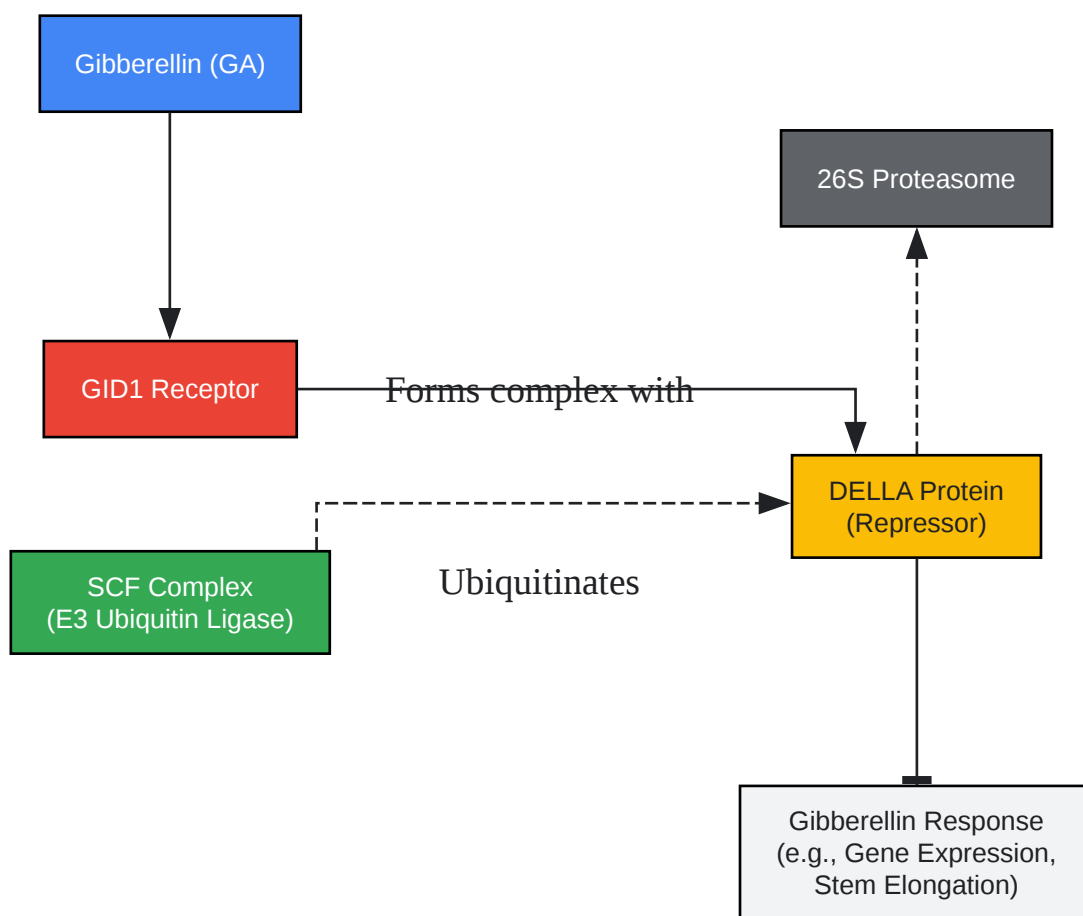 Gibberellin (GA)
26S Proteasome
GID1 Receptor
Forms complex with
DELLA Protein
(Repressor)
SCF Complex
(E3 Ubiquitin Ligase)
Ubiquitinates
Gibberellin Response
(e.g., Gene Expression,
Stem Elongation)